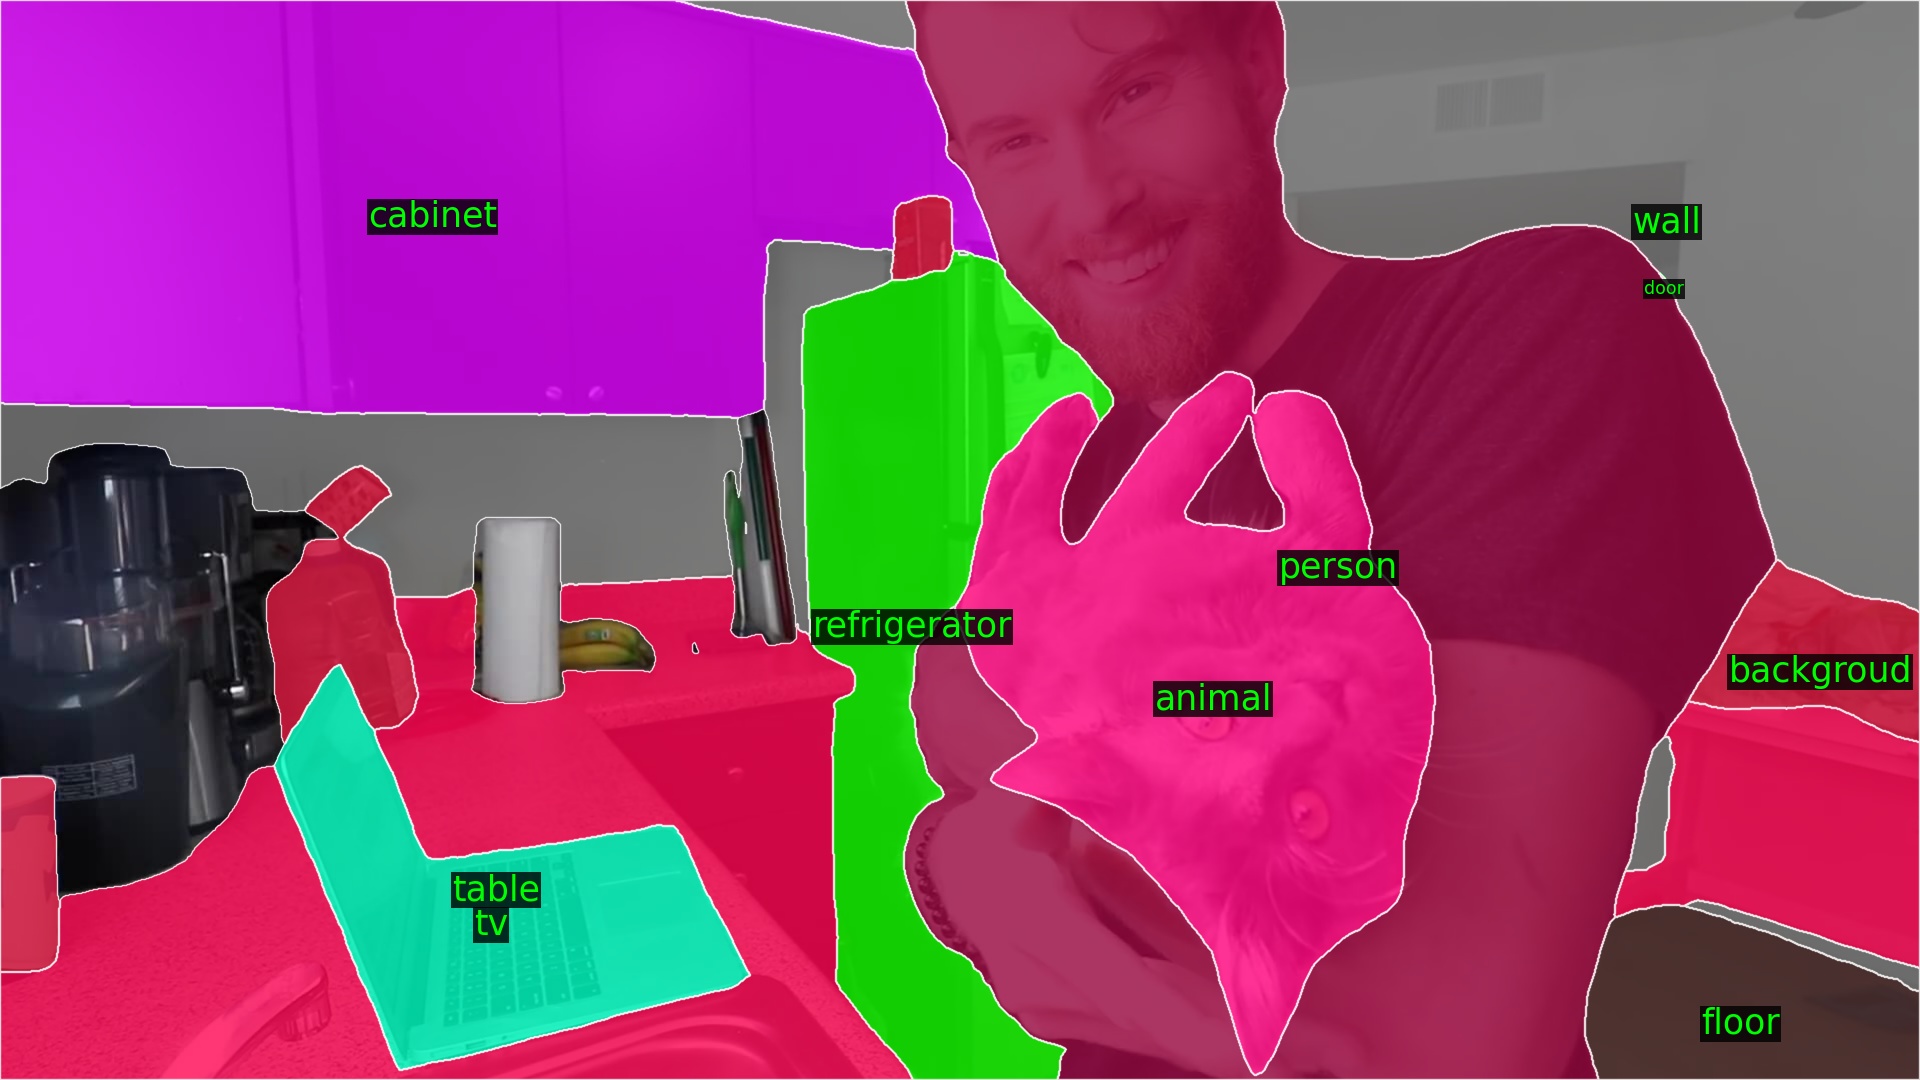 cabinet
wall
door
person
refrigerator
backgroud
animal
table
tv
floor